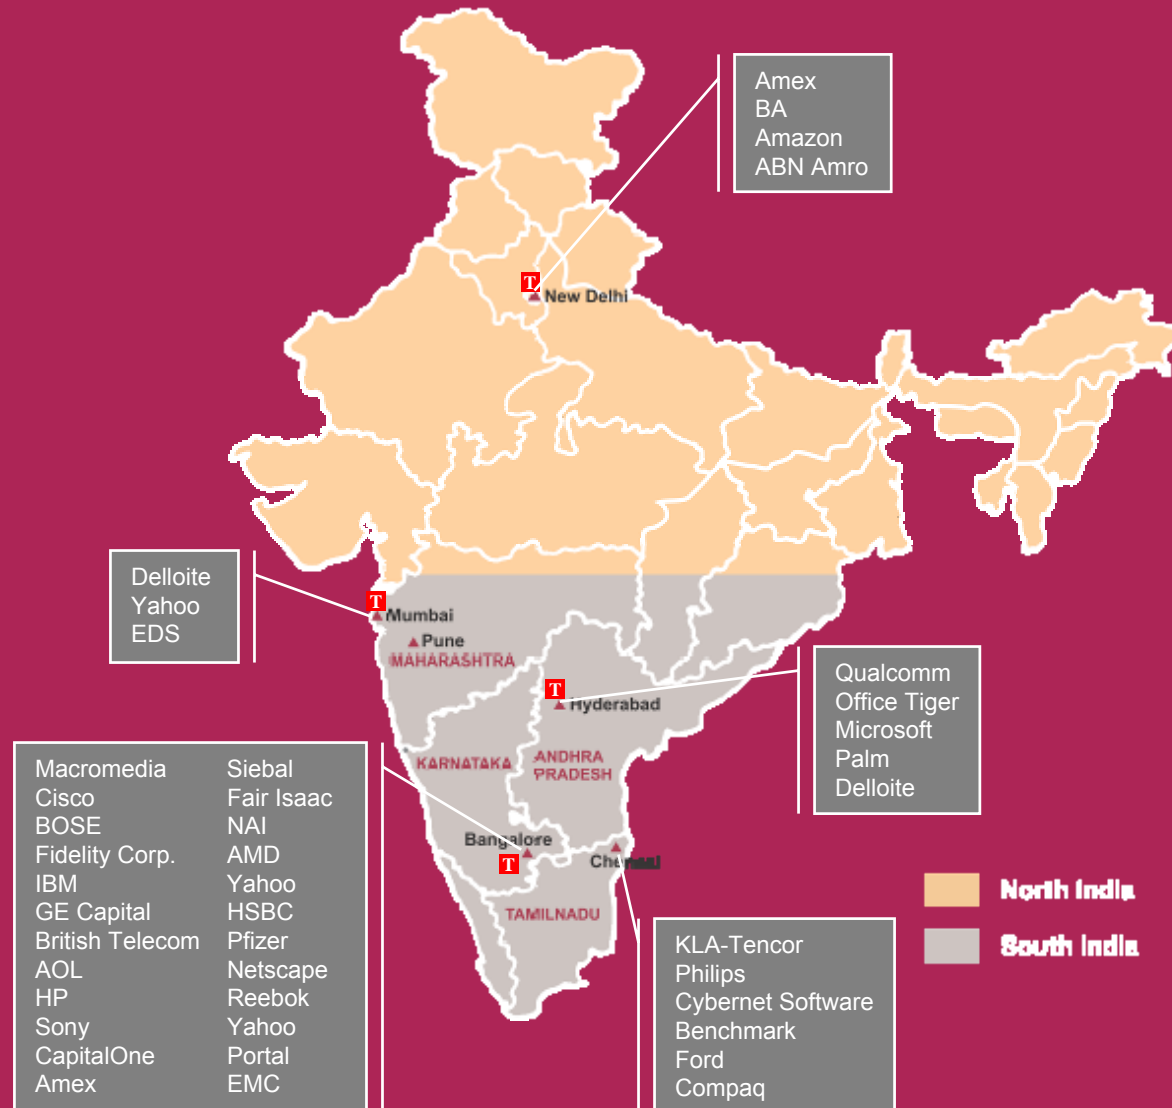 Amex
BA
Amazon
ABN Amro
T
New Delhi
Delloite
Yahoo
EDS
T
Mumbai
Pune
MAHARASHTRA
T
Hyderabad
Qualcomm
Office Tiger
Microsoft
Palm
Delloite
KARNATAKA
ANDHRA
PRADESH
Macromedia
Cisco
BOSE
Fidelity Corp.
IBM
GE Capital
British Telecom
AOL
HP
Sony
CapitalOne
Amex
Siebal
Fair Isaac
NAI
AMD
Yahoo
HSBC
Pfizer
Netscape
Reebok
Yahoo
Portal
EMC
Bangalore
T
Chennai
TAMILNADU
North India
South India
KLA-Tencor
Philips
Cybernet Software
Benchmark
Ford
Compaq